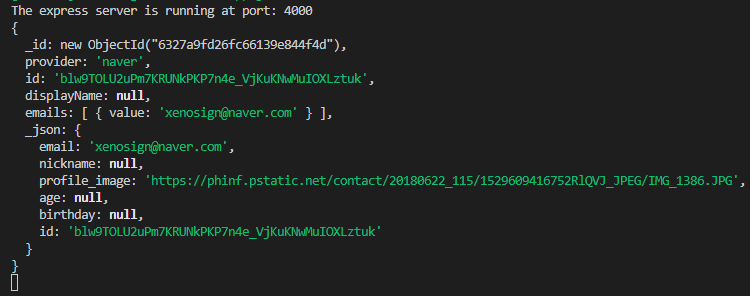 The express server is running at port: 4000
{
  _id: new ObjectId("6327a9fd26fc66139e844f4d"),
  provider: 'naver',
  id: 'blw9TOLU2uPm7KRUNkPKP7n4e_VjKuKNwMuIOXLztuk',
  displayName: null,
  emails: [ { value: 'xenosign@naver.com' } ],
  _json: {
    email: 'xenosign@naver.com',
    nickname: null,
    profile_image: 'https://phinf.pstatic.net/contact/20180622_115/1529609416752RlQVJ_JPEG/IMG_1386.JPG',
    age: null,
    birthday: null,
    id: 'blw9TOLU2uPm7KRUNkPKP7n4e_VjKuKNwMuIOXLztuk'
  }
}